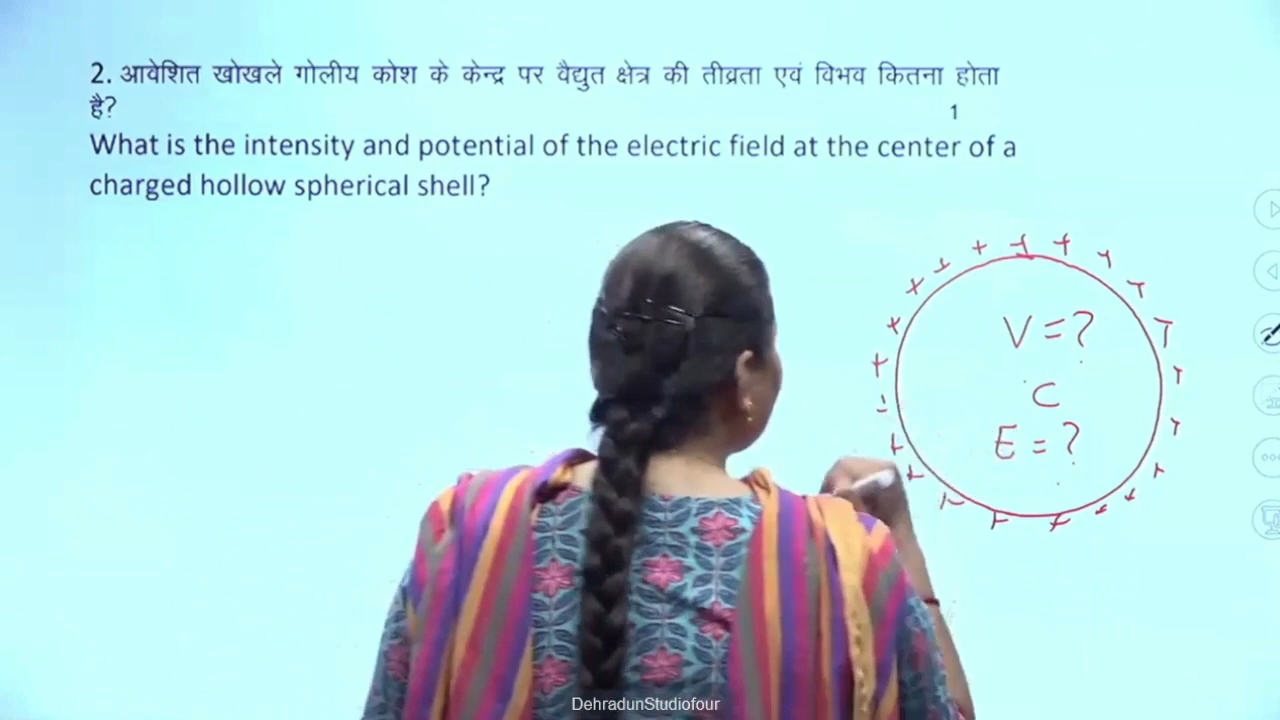 2. आवेशित खोखले गोलीय कोश के केन्द्र पर वैद्युत क्षेत्र की तीव्रता एवं विभव कितना होता
है? 1
What is the intensity and potential of the electric field at the center of a
charged hollow spherical shell?
V = ?
C
E = ?
DehradunStudiofour